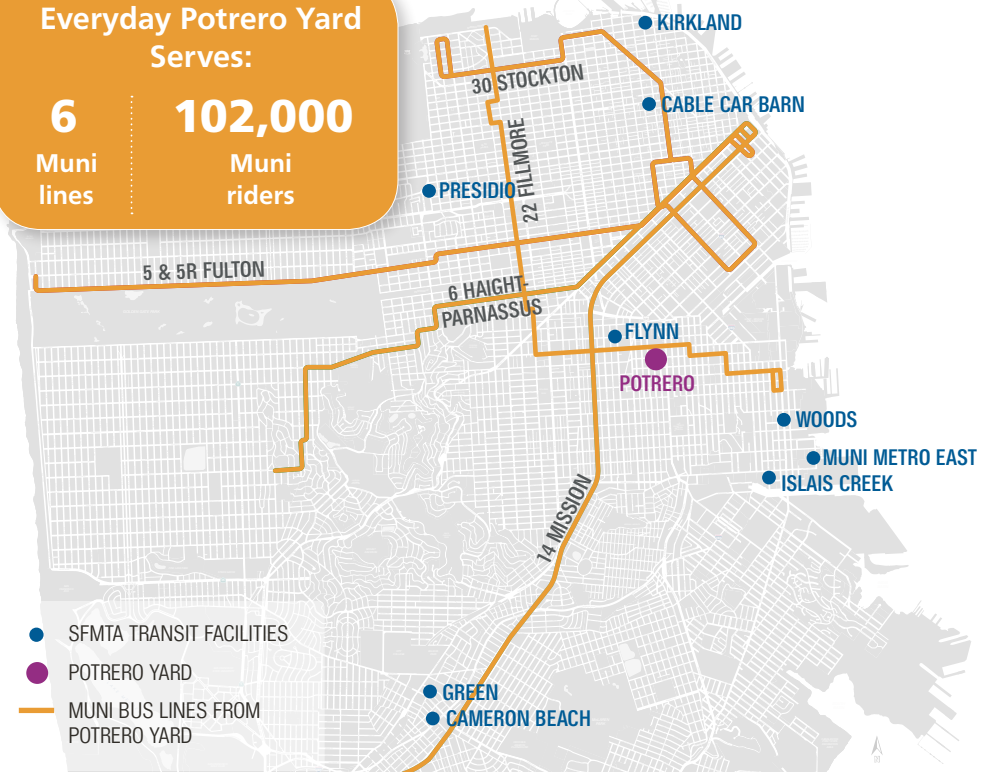 Everyday Potrero Yard
Serves:
6
Muni
lines
102,000
Muni
riders
KIRKLAND
30 STOCKTON
CABLE CAR BARN
22 FILLMORE
PRESIDIO
5 & 5R FULTON
6 HAIGHT-
PARNASSUS
FLYNN
POTRERO
WOODS
MUNI METRO EAST
ISLAIS CREEK
14 MISSION
GREEN
CAMERON BEACH
SFMTA TRANSIT FACILITIES
POTRERO YARD
MUNI BUS LINES FROM
POTRERO YARD